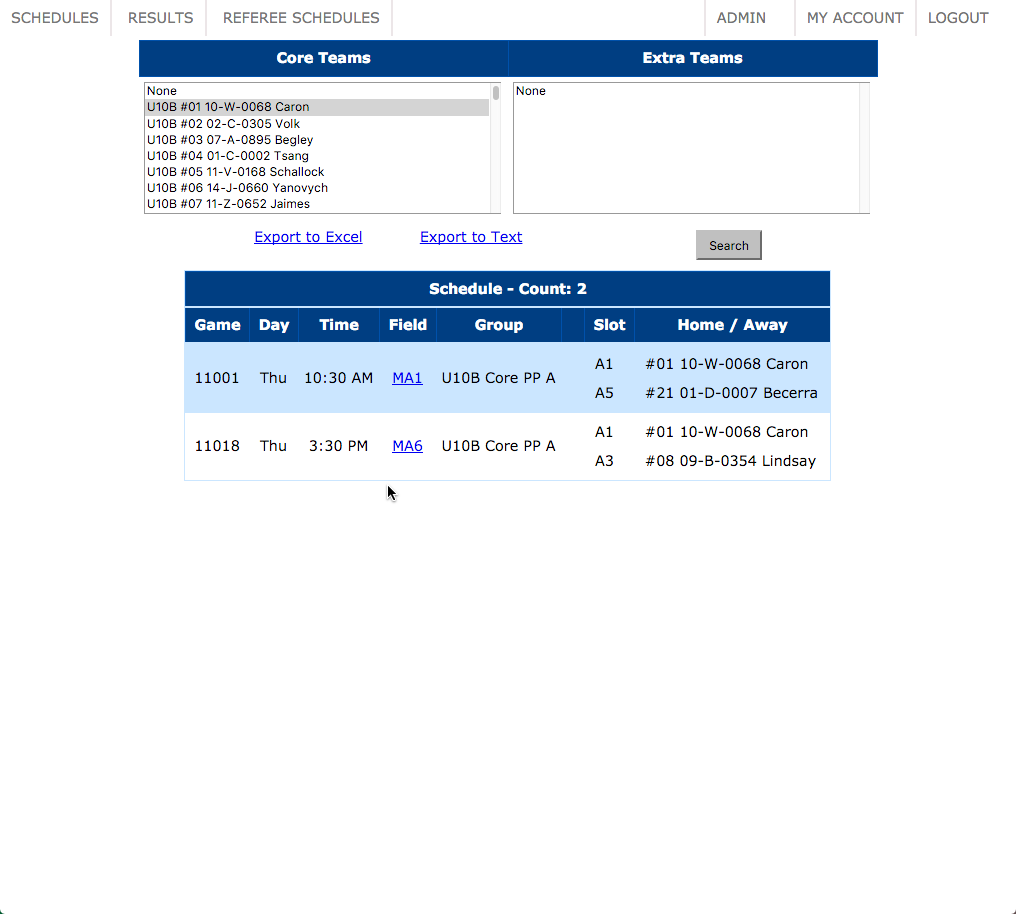 SCHEDULES RESULTS REFEREE SCHEDULES ADMIN MY ACCOUNT LOGOUT
Core Teams Extra Teams
None
U10B #01 10-W-0068 Caron
U10B #02 02-C-0305 Volk
U10B #03 07-A-0895 Begley
U10B #04 01-C-0002 Tsang
U10B #05 11-V-0168 Schallock
U10B #06 14-J-0660 Yanovych
U10B #07 11-Z-0652 Jaimes
None
Export to Excel Export to Text Search
Schedule - Count: 2
Game Day Time Field Group Slot Home / Away
11001 Thu 10:30 AM MA1 U10B Core PP A
A1 #01 10-W-0068 Caron
A5 #21 01-D-0007 Becerra
11018 Thu 3:30 PM MA6 U10B Core PP A
A1 #01 10-W-0068 Caron
A3 #08 09-B-0354 Lindsay